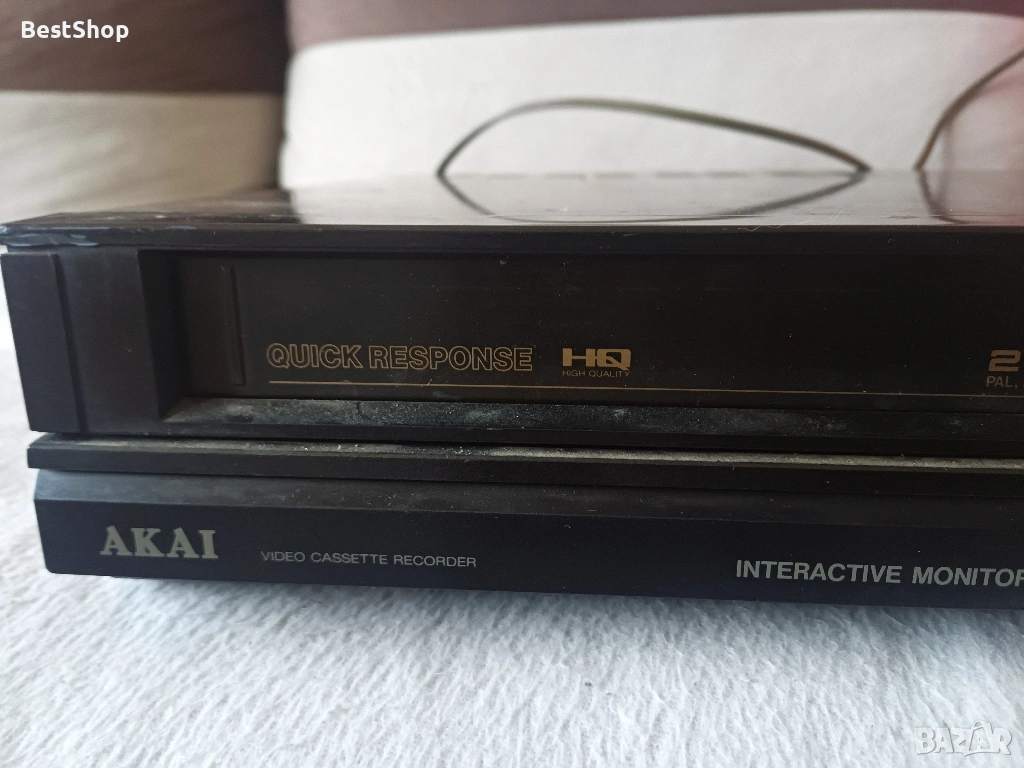 BestShop
QUICK RESPONSE HQ 2
HIGH QUALITY PAL,
AKAI VIDEO CASSETTE RECORDER INTERACTIVE MONITOR
BAZAR